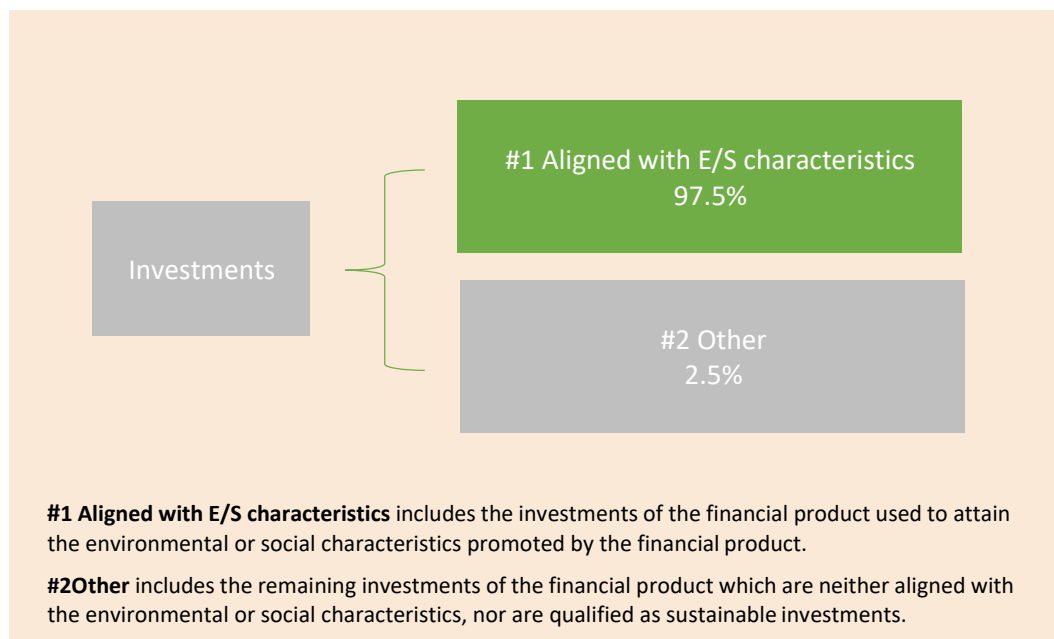 #1 Aligned with E/S characteristics
97.5%
Investments
#2 Other
2.5%
#1 Aligned with E/S characteristics includes the investments of the financial product used to attain
the environmental or social characteristics promoted by the financial product.
#2Other includes the remaining investments of the financial product which are neither aligned with
the environmental or social characteristics, nor are qualified as sustainable investments.